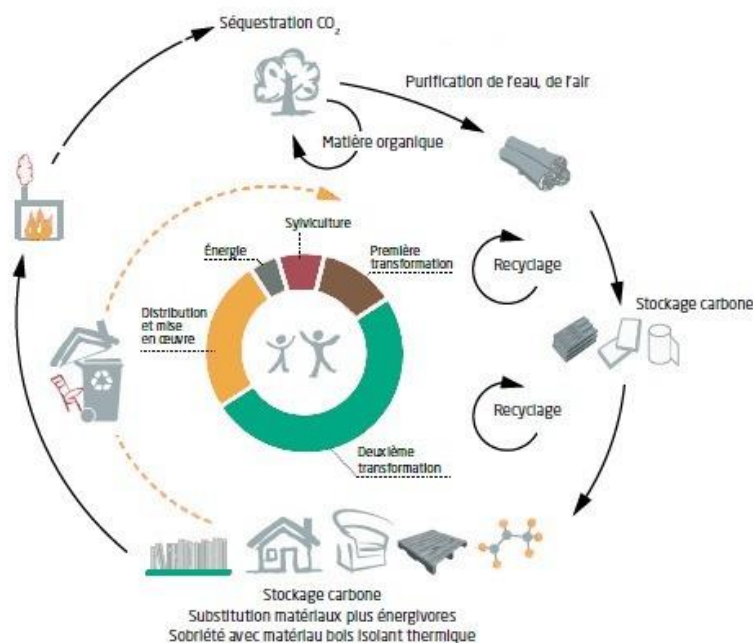 Séquestration CO₂
Purification de l'eau, de l'air
Matière organique
Sylviculture
Énergie
Première
transformation
Recyclage
Stockage carbone
Distribution
et mise
en œuvre
Recyclage
Deuxième
transformation
Stockage carbone
Substitution matériaux plus énergivores
Sobriété avec matériau bois isolant thermique